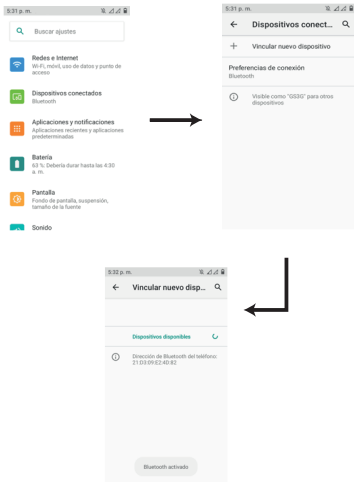 5:31 p. m.
Buscar ajustes
Redes e Internet
Wi-Fi, móvil, uso de datos y punto de
acceso
Dispositivos conectados
Bluetooth
Aplicaciones y notificaciones
Aplicaciones recientes y aplicaciones
predeterminadas
Batería
63 %: Debería durar hasta las 4:30
a. m.
Pantalla
Fondo de pantalla, suspensión,
tamaño de la fuente
Sonido
5:31 p. m.
Dispositivos conect...
Vincular nuevo dispositivo
Preferencias de conexión
Bluetooth
Visible como "G53G" para otros
dispositivos
5:32 p. m.
Vincular nuevo disp...
Dispositivos disponibles
Dirección de Bluetooth del teléfono:
21:D3:09:E2:4D:82
Bluetooth activado